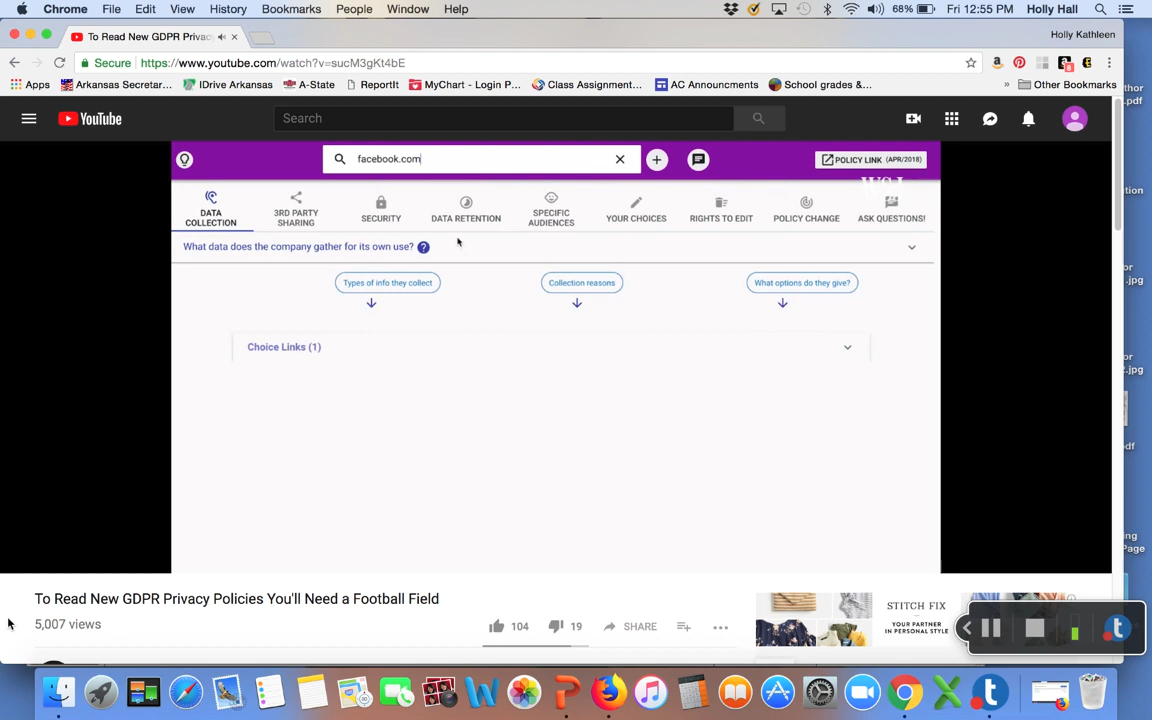 Chrome File Edit View History Bookmarks People Window Help 68% Fri 12:55 PM Holly Hall
To Read New GDPR Privac Holly Kathleen
Secure https://www.youtube.com/watch?v=sucM3gKt4bE
Apps Arkansas Secretar... IDrive Arkansas A-State ReportIt MyChart - Login P... Class Assignment... AC Announcements School grades &... » Other Bookmarks
YouTube Search
facebook.com POLICY LINK (APR/2018)
WSJ
DATA COLLECTION
3RD PARTY SHARING
SECURITY
DATA RETENTION
SPECIFIC AUDIENCES
YOUR CHOICES
RIGHTS TO EDIT
POLICY CHANGE
ASK QUESTIONS!
What data does the company gather for its own use? ?
Types of info they collect Collection reasons What options do they give?
Choice Links (1)
To Read New GDPR Privacy Policies You'll Need a Football Field
5,007 views 104 19 SHARE
STITCH FIX
YOUR PARTNER
IN PERSONAL STYLE
.pdf
.jpg
.jpg
Page